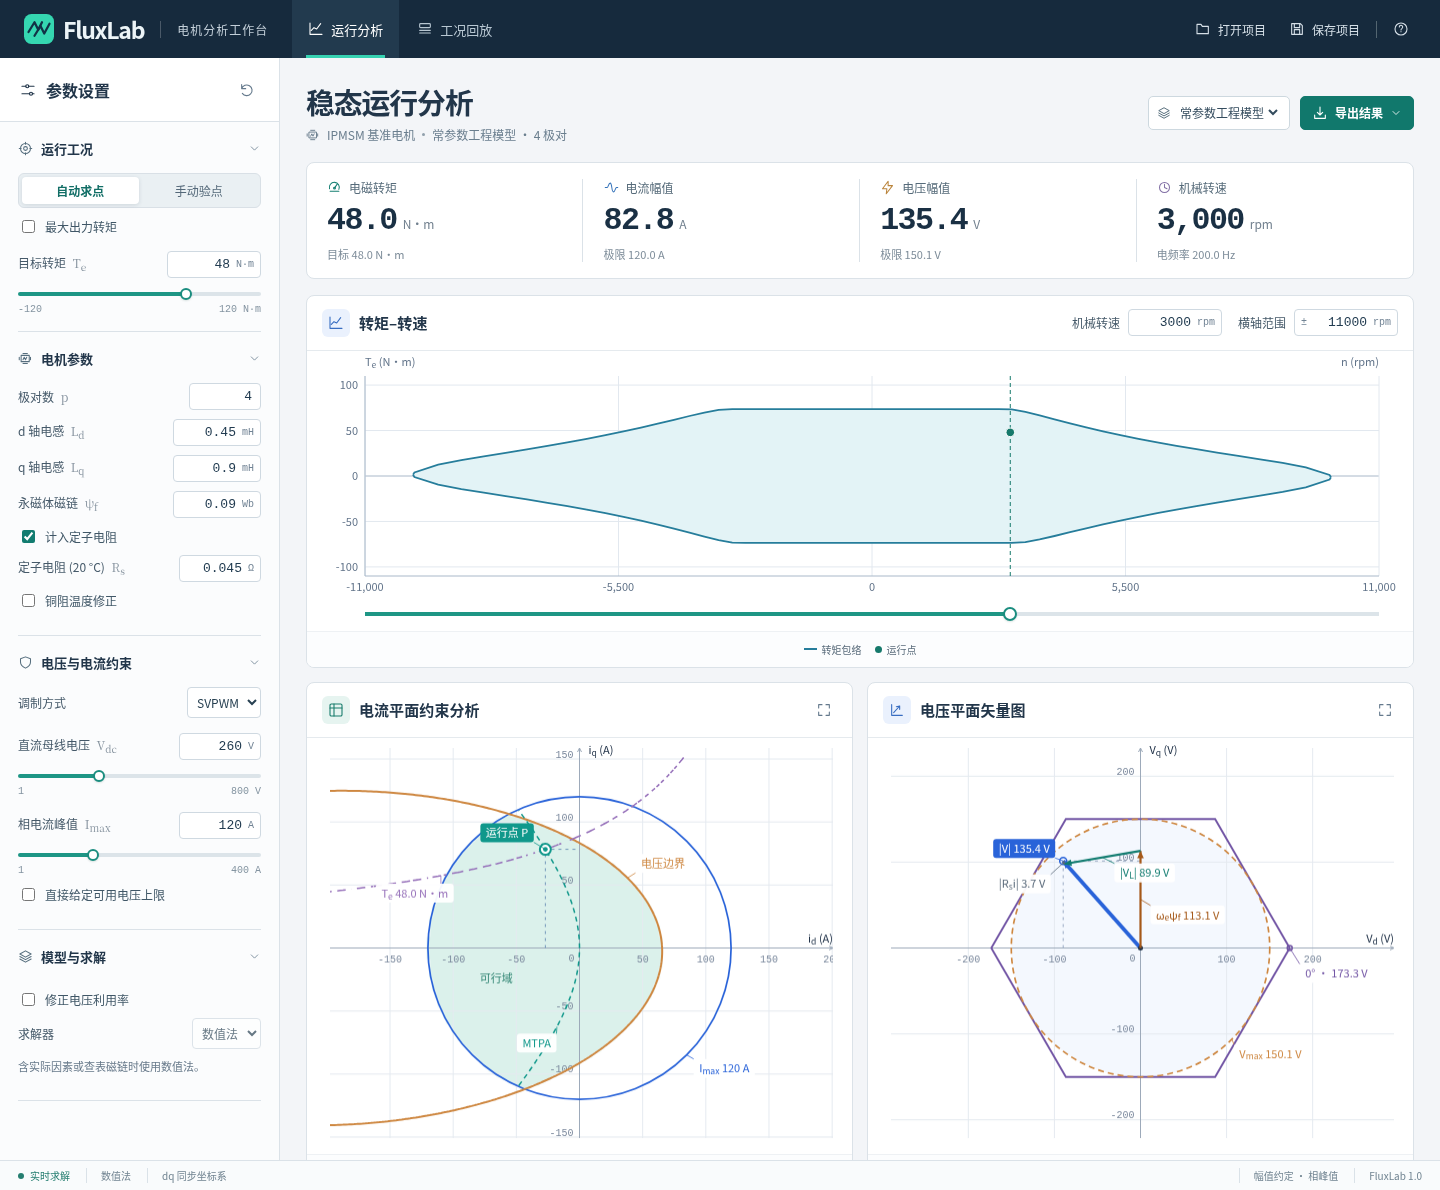 FluxLab 电机分析工作台 运行分析 工况回放 打开项目 保存项目
参数设置
运行工况
自动求点 手动验点
最大出力转矩
目标转矩 Te 48 N·m
-120 120 N·m
电机参数
极对数 p 4
d 轴电感 Ld 0.45 mH
q 轴电感 Lq 0.9 mH
永磁体磁链 ψf 0.09 Wb
计入定子电阻
定子电阻 (20 °C) Rs 0.045 Ω
铜阻温度修正
电压与电流约束
调制方式 SVPWM
直流母线电压 Vdc 260 V
1 800 V
相电流峰值 Imax 120 A
1 400 A
直接给定可用电压上限
模型与求解
修正电压利用率
求解器 数值法
含实际因素或查表磁链时使用数值法。
稳态运行分析
IPMSM 基准电机 · 常参数工程模型 · 4 极对
常参数工程模型 导出结果
电磁转矩
48.0 N·m
目标 48.0 N·m
电流幅值
82.8 A
极限 120.0 A
电压幅值
135.4 V
极限 150.1 V
机械转速
3,000 rpm
电频率 200.0 Hz
转矩–转速
机械转速 3000 rpm 横轴范围 ± 11000 rpm
Te (N·m) n (rpm)
100
50
0
-50
-100
-11,000 -5,500 0 5,500 11,000
转矩包络 运行点
电流平面约束分析
iq (A)
150
100
运行点 P
电压边界
50
Te 48.0 N·m
id (A)
-150 -100 -50 0 50 100 150
可行域
-50
MTPA
-100
Imax 120 A
-150
电压平面矢量图
Vq (V)
200
|V| 135.4 V
100
|VL| 89.9 V
|Rsi| 3.7 V
ωeψf 113.1 V
Vd (V)
-200 -100 0 100 200
0° · 173.3 V
-100
Vmax 150.1 V
-200
实时求解 数值法 dq 同步坐标系 幅值约定 · 相峰值 FluxLab 1.0